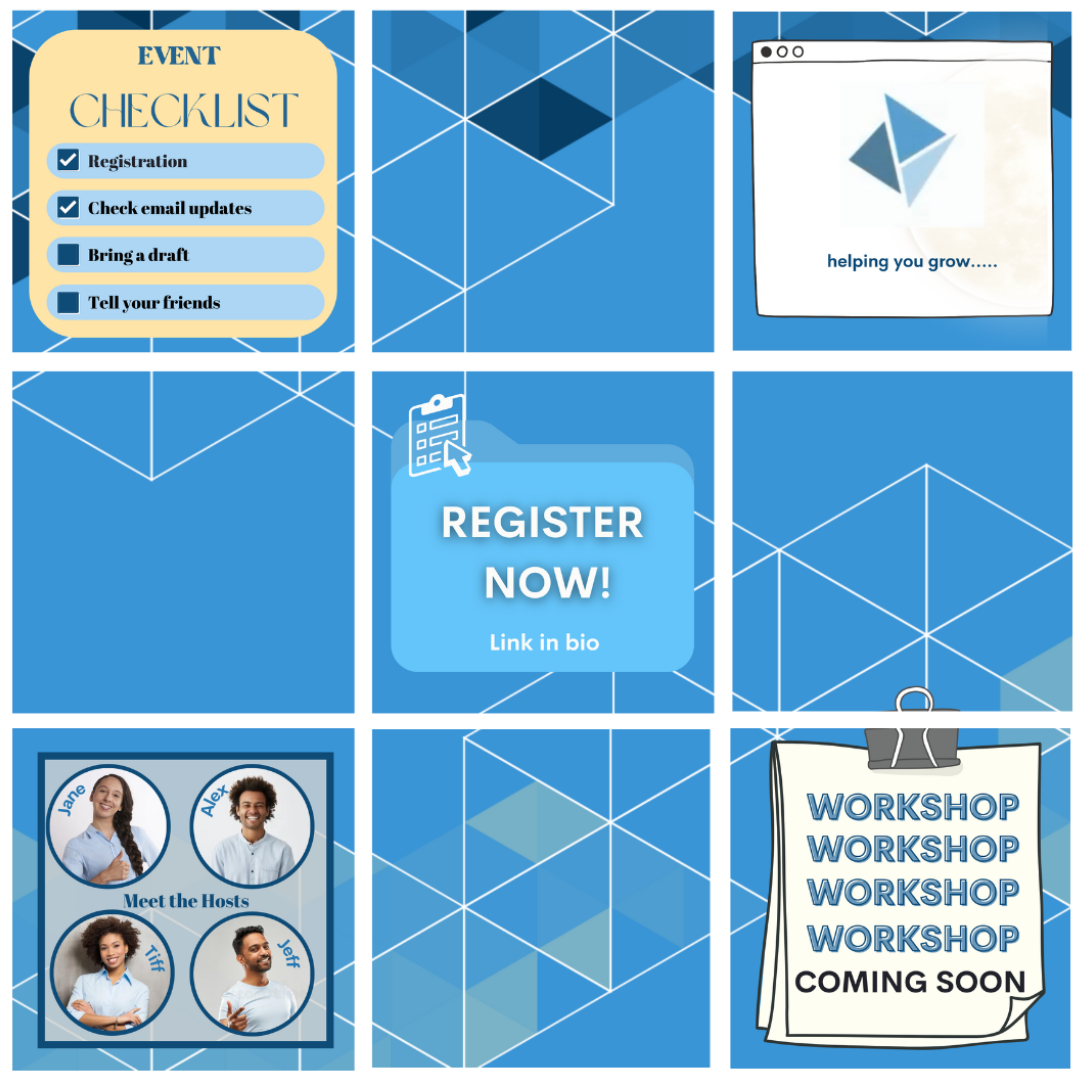 EVENT
CHECKLIST
Registration
Check email updates
Bring a draft
Tell your friends
helping you grow.....
REGISTER
NOW!
Link in bio
Jane
Alex
Meet the Hosts
Tiff
Jeff
WORKSHOP
WORKSHOP
WORKSHOP
WORKSHOP
COMING SOON